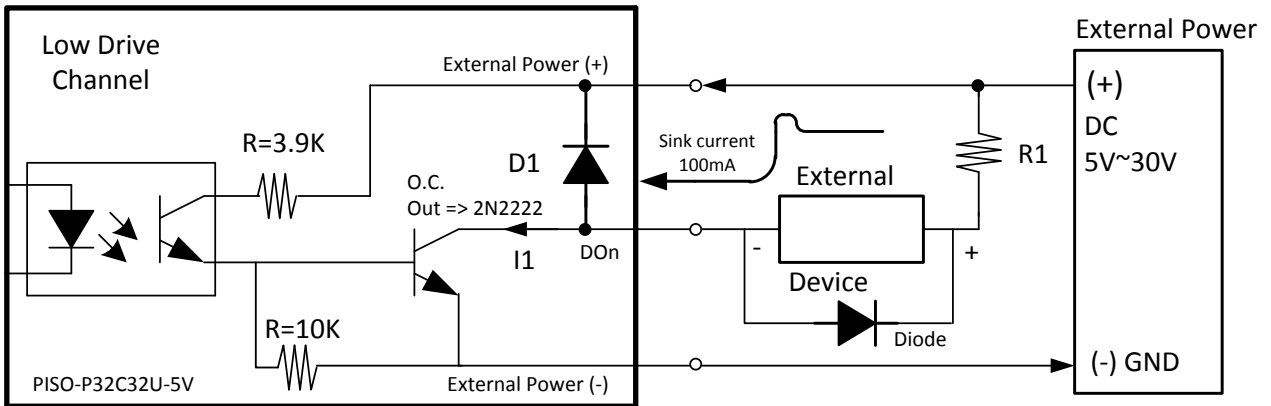 Low Drive
Channel
External Power (+)
R=3.9K
D1
O.C.
Out => 2N2222
I1
DOn
R=10K
PISO-P32C32U-5V
External Power (-)
Sink current
100mA
External
Device
-
+
Diode
R1
External Power
(+)
DC
5V~30V
(-) GND